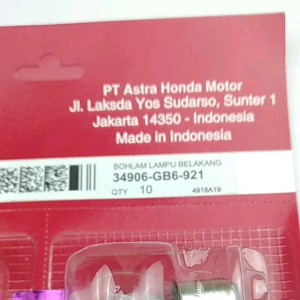 PT Astra Honda Motor
Jl. Laksda Yos Sudarso, Sunter 1
Jakarta 14350 - Indonesia
Made in Indonesia
BOHLAM LAMPU BELAKANG
34906-GB6-921
QTY 10 4918A19